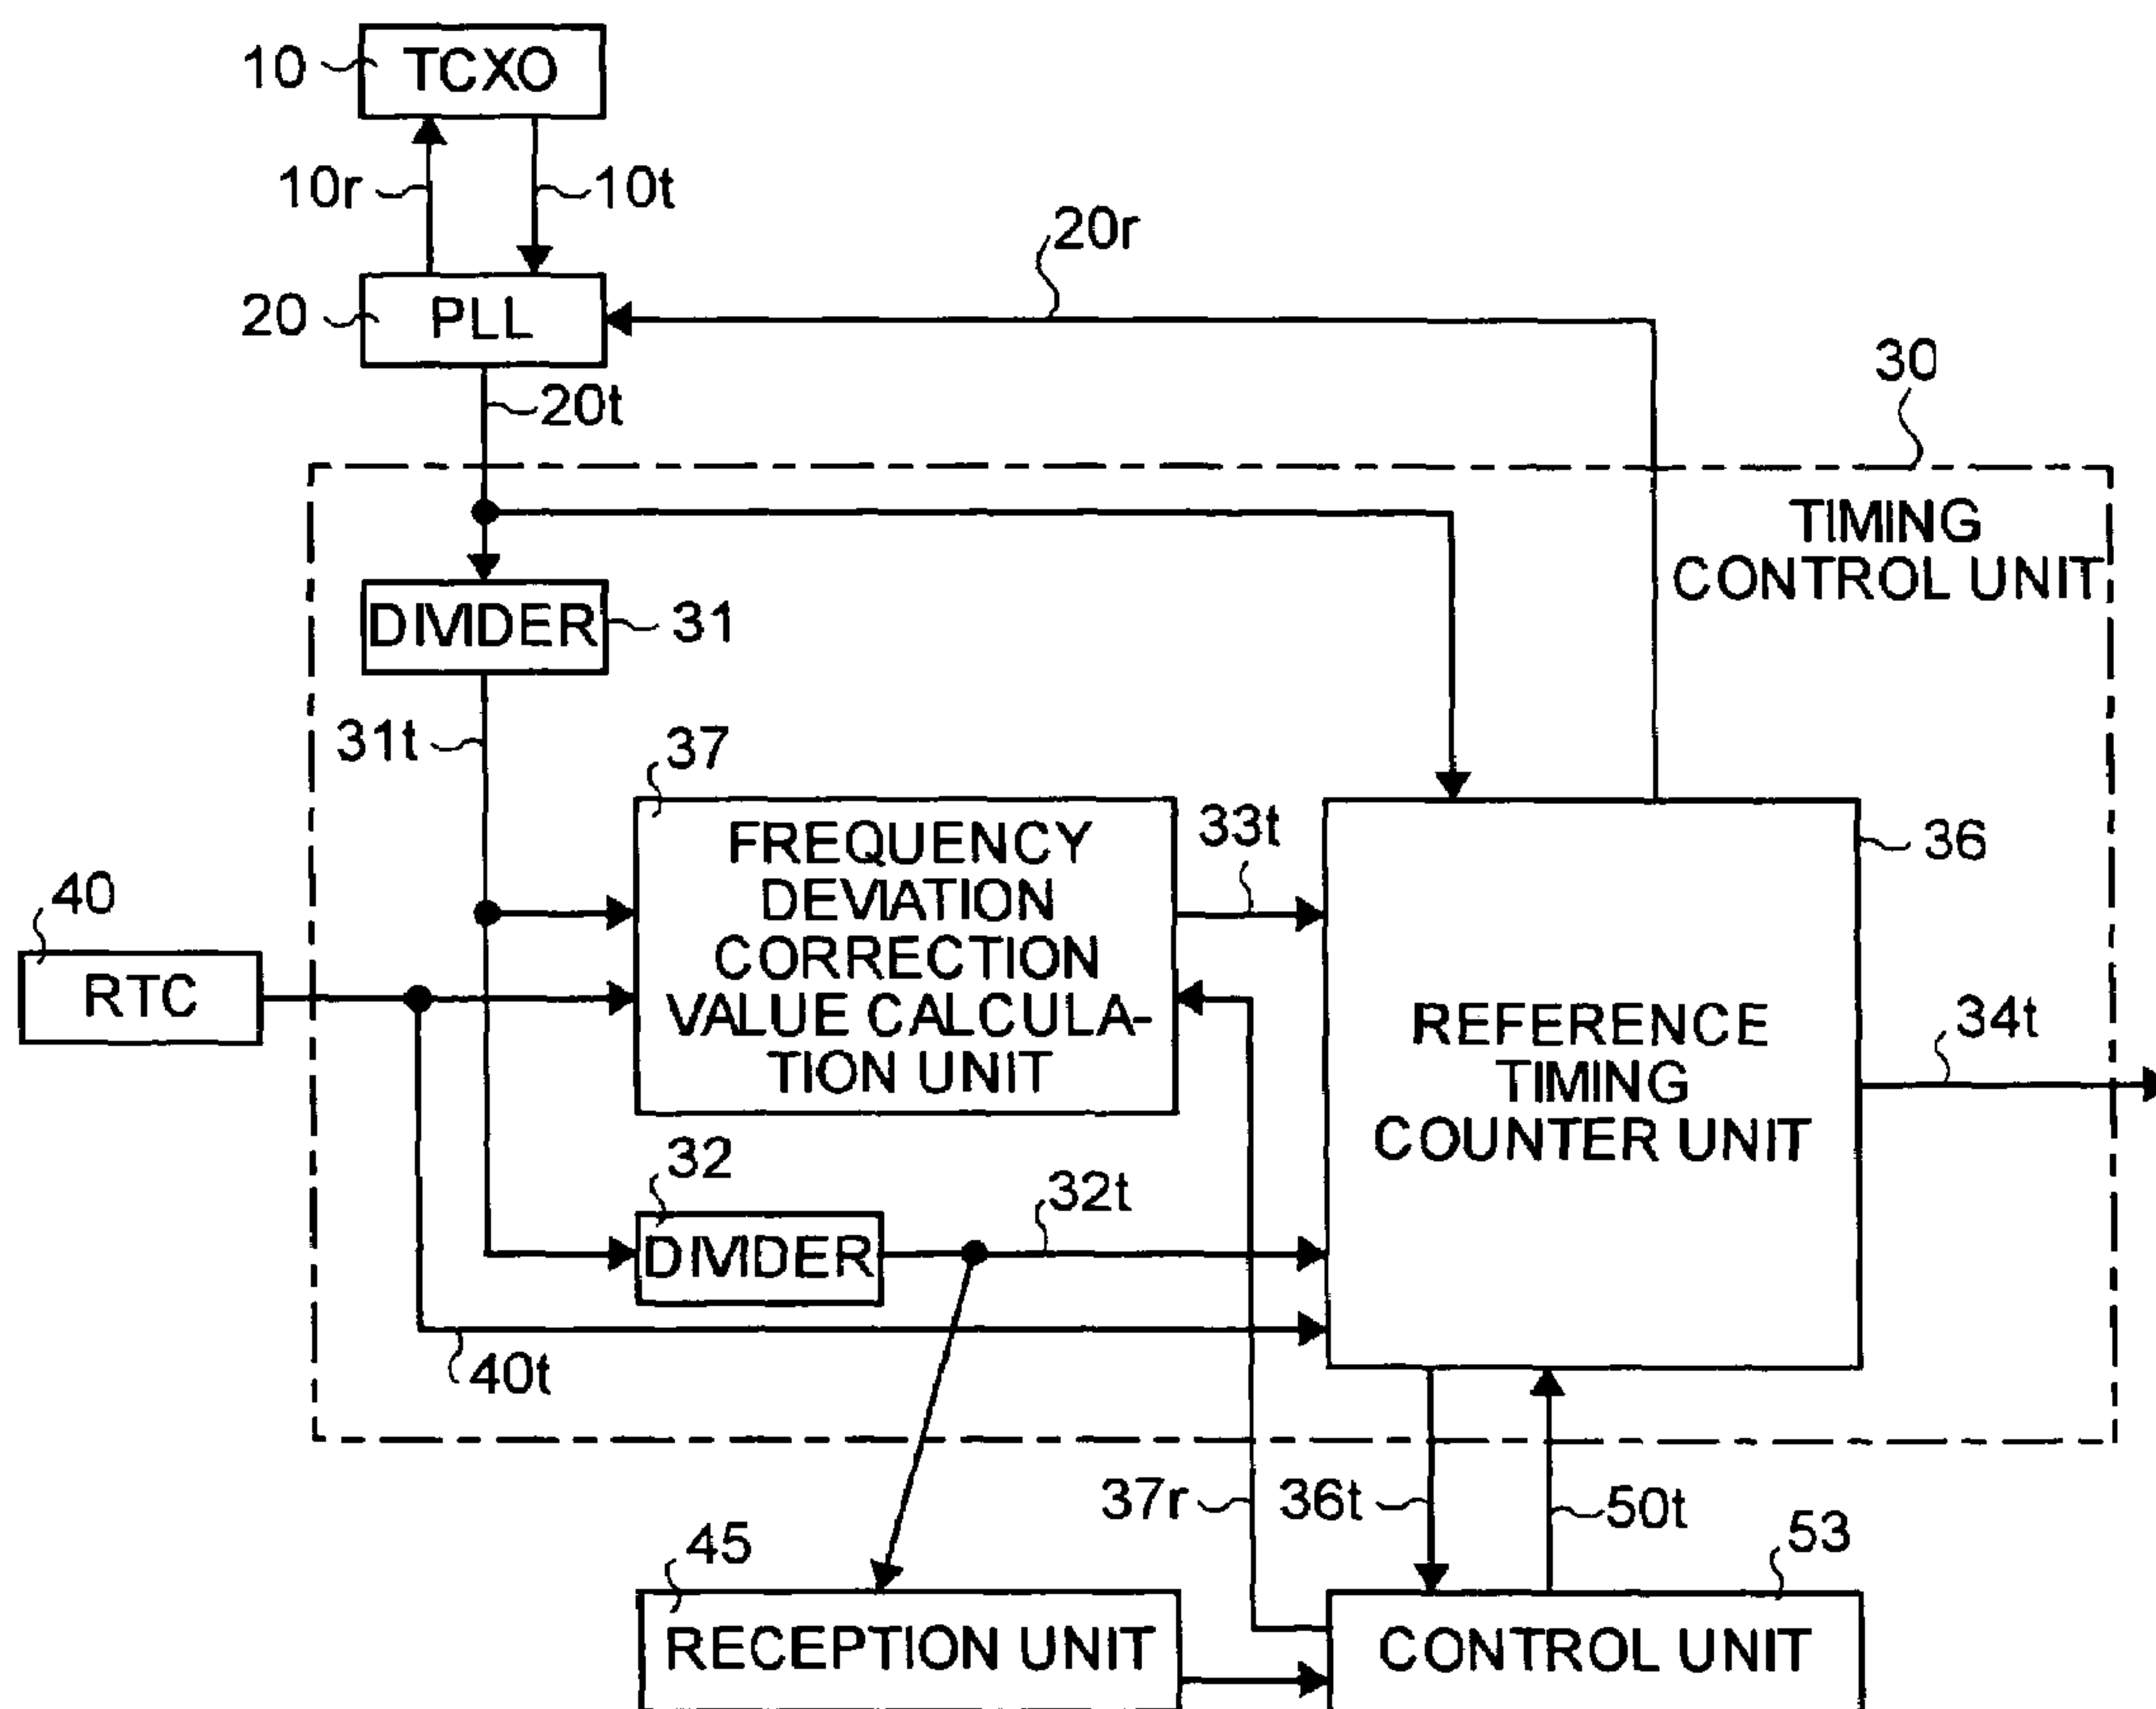 10
TCXO
10r
10t
20r
20
PLL
20t
30
TIMING
CONTROL UNIT
DIVIDER
31
31t
37
FREQUENCY
DEVIATION
CORRECTION
VALUE CALCULA-
TION UNIT
33t
36
40
RTC
REFERENCE
TIMING
COUNTER UNIT
34t
32
DIVIDER
32t
40t
37r
36t
50t
45
53
RECEPTION UNIT
CONTROL UNIT